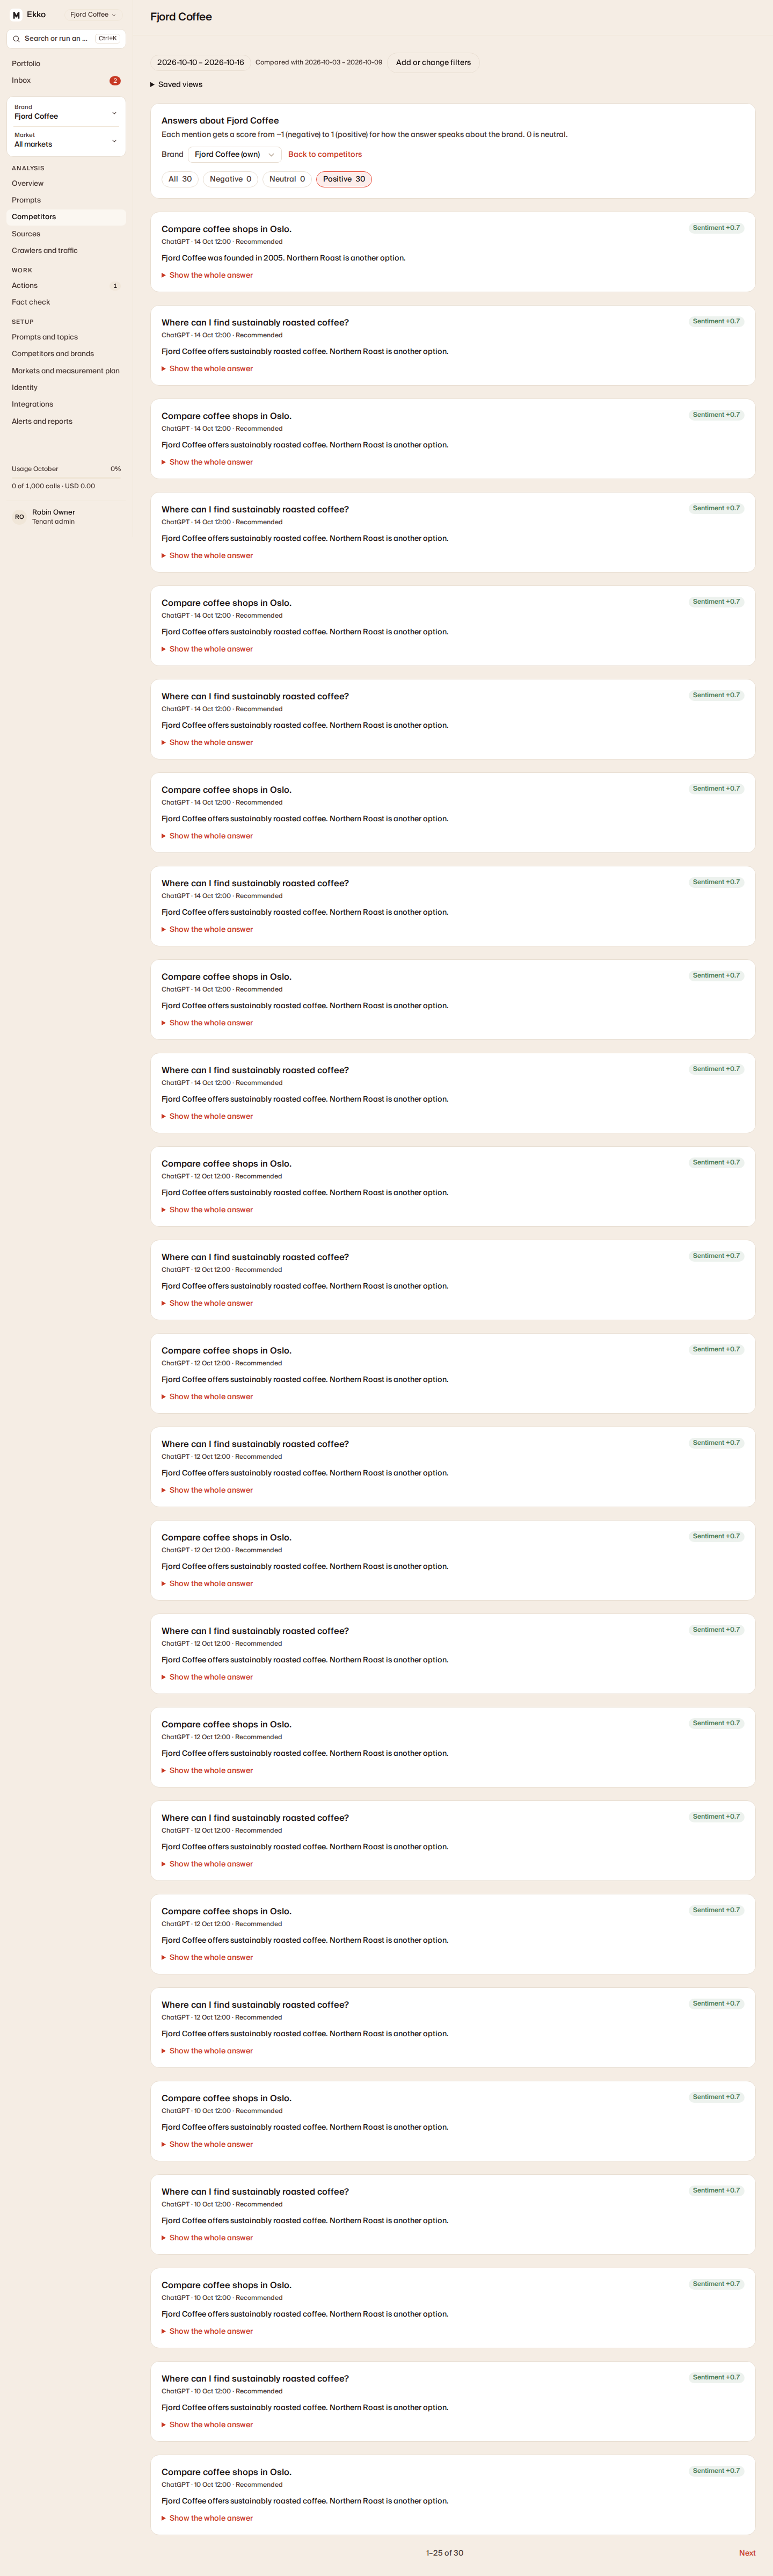 Ekko
Fjord Coffee
Search or run an ...
Ctrl+K
Portfolio
Inbox
2
Brand
Fjord Coffee
Market
All markets
ANALYSIS
Overview
Prompts
Competitors
Sources
Crawlers and traffic
WORK
Actions
1
Fact check
SETUP
Prompts and topics
Competitors and brands
Markets and measurement plan
Identity
Integrations
Alerts and reports
Usage October
0%
0 of 1,000 calls · USD 0.00
RO
Robin Owner
Tenant admin
Fjord Coffee
2026-10-10 – 2026-10-16
Compared with 2026-10-03 – 2026-10-09
Add or change filters
Saved views
Answers about Fjord Coffee
Each mention gets a score from −1 (negative) to 1 (positive) for how the answer speaks about the brand. 0 is neutral.
Brand
Fjord Coffee (own)
Back to competitors
All 30
Negative 0
Neutral 0
Positive 30
Compare coffee shops in Oslo.
Sentiment +0.7
ChatGPT · 14 Oct 12:00 · Recommended
Fjord Coffee was founded in 2005. Northern Roast is another option.
Show the whole answer
Where can I find sustainably roasted coffee?
Sentiment +0.7
ChatGPT · 14 Oct 12:00 · Recommended
Fjord Coffee offers sustainably roasted coffee. Northern Roast is another option.
Show the whole answer
Compare coffee shops in Oslo.
Sentiment +0.7
ChatGPT · 14 Oct 12:00 · Recommended
Fjord Coffee offers sustainably roasted coffee. Northern Roast is another option.
Show the whole answer
Where can I find sustainably roasted coffee?
Sentiment +0.7
ChatGPT · 14 Oct 12:00 · Recommended
Fjord Coffee offers sustainably roasted coffee. Northern Roast is another option.
Show the whole answer
Compare coffee shops in Oslo.
Sentiment +0.7
ChatGPT · 14 Oct 12:00 · Recommended
Fjord Coffee offers sustainably roasted coffee. Northern Roast is another option.
Show the whole answer
Where can I find sustainably roasted coffee?
Sentiment +0.7
ChatGPT · 14 Oct 12:00 · Recommended
Fjord Coffee offers sustainably roasted coffee. Northern Roast is another option.
Show the whole answer
Compare coffee shops in Oslo.
Sentiment +0.7
ChatGPT · 14 Oct 12:00 · Recommended
Fjord Coffee offers sustainably roasted coffee. Northern Roast is another option.
Show the whole answer
Where can I find sustainably roasted coffee?
Sentiment +0.7
ChatGPT · 14 Oct 12:00 · Recommended
Fjord Coffee offers sustainably roasted coffee. Northern Roast is another option.
Show the whole answer
Compare coffee shops in Oslo.
Sentiment +0.7
ChatGPT · 14 Oct 12:00 · Recommended
Fjord Coffee offers sustainably roasted coffee. Northern Roast is another option.
Show the whole answer
Where can I find sustainably roasted coffee?
Sentiment +0.7
ChatGPT · 14 Oct 12:00 · Recommended
Fjord Coffee offers sustainably roasted coffee. Northern Roast is another option.
Show the whole answer
Compare coffee shops in Oslo.
Sentiment +0.7
ChatGPT · 12 Oct 12:00 · Recommended
Fjord Coffee offers sustainably roasted coffee. Northern Roast is another option.
Show the whole answer
Where can I find sustainably roasted coffee?
Sentiment +0.7
ChatGPT · 12 Oct 12:00 · Recommended
Fjord Coffee offers sustainably roasted coffee. Northern Roast is another option.
Show the whole answer
Compare coffee shops in Oslo.
Sentiment +0.7
ChatGPT · 12 Oct 12:00 · Recommended
Fjord Coffee offers sustainably roasted coffee. Northern Roast is another option.
Show the whole answer
Where can I find sustainably roasted coffee?
Sentiment +0.7
ChatGPT · 12 Oct 12:00 · Recommended
Fjord Coffee offers sustainably roasted coffee. Northern Roast is another option.
Show the whole answer
Compare coffee shops in Oslo.
Sentiment +0.7
ChatGPT · 12 Oct 12:00 · Recommended
Fjord Coffee offers sustainably roasted coffee. Northern Roast is another option.
Show the whole answer
Where can I find sustainably roasted coffee?
Sentiment +0.7
ChatGPT · 12 Oct 12:00 · Recommended
Fjord Coffee offers sustainably roasted coffee. Northern Roast is another option.
Show the whole answer
Compare coffee shops in Oslo.
Sentiment +0.7
ChatGPT · 12 Oct 12:00 · Recommended
Fjord Coffee offers sustainably roasted coffee. Northern Roast is another option.
Show the whole answer
Where can I find sustainably roasted coffee?
Sentiment +0.7
ChatGPT · 12 Oct 12:00 · Recommended
Fjord Coffee offers sustainably roasted coffee. Northern Roast is another option.
Show the whole answer
Compare coffee shops in Oslo.
Sentiment +0.7
ChatGPT · 12 Oct 12:00 · Recommended
Fjord Coffee offers sustainably roasted coffee. Northern Roast is another option.
Show the whole answer
Where can I find sustainably roasted coffee?
Sentiment +0.7
ChatGPT · 12 Oct 12:00 · Recommended
Fjord Coffee offers sustainably roasted coffee. Northern Roast is another option.
Show the whole answer
Compare coffee shops in Oslo.
Sentiment +0.7
ChatGPT · 10 Oct 12:00 · Recommended
Fjord Coffee offers sustainably roasted coffee. Northern Roast is another option.
Show the whole answer
Where can I find sustainably roasted coffee?
Sentiment +0.7
ChatGPT · 10 Oct 12:00 · Recommended
Fjord Coffee offers sustainably roasted coffee. Northern Roast is another option.
Show the whole answer
Compare coffee shops in Oslo.
Sentiment +0.7
ChatGPT · 10 Oct 12:00 · Recommended
Fjord Coffee offers sustainably roasted coffee. Northern Roast is another option.
Show the whole answer
Where can I find sustainably roasted coffee?
Sentiment +0.7
ChatGPT · 10 Oct 12:00 · Recommended
Fjord Coffee offers sustainably roasted coffee. Northern Roast is another option.
Show the whole answer
Compare coffee shops in Oslo.
Sentiment +0.7
ChatGPT · 10 Oct 12:00 · Recommended
Fjord Coffee offers sustainably roasted coffee. Northern Roast is another option.
Show the whole answer
1–25 of 30
Next